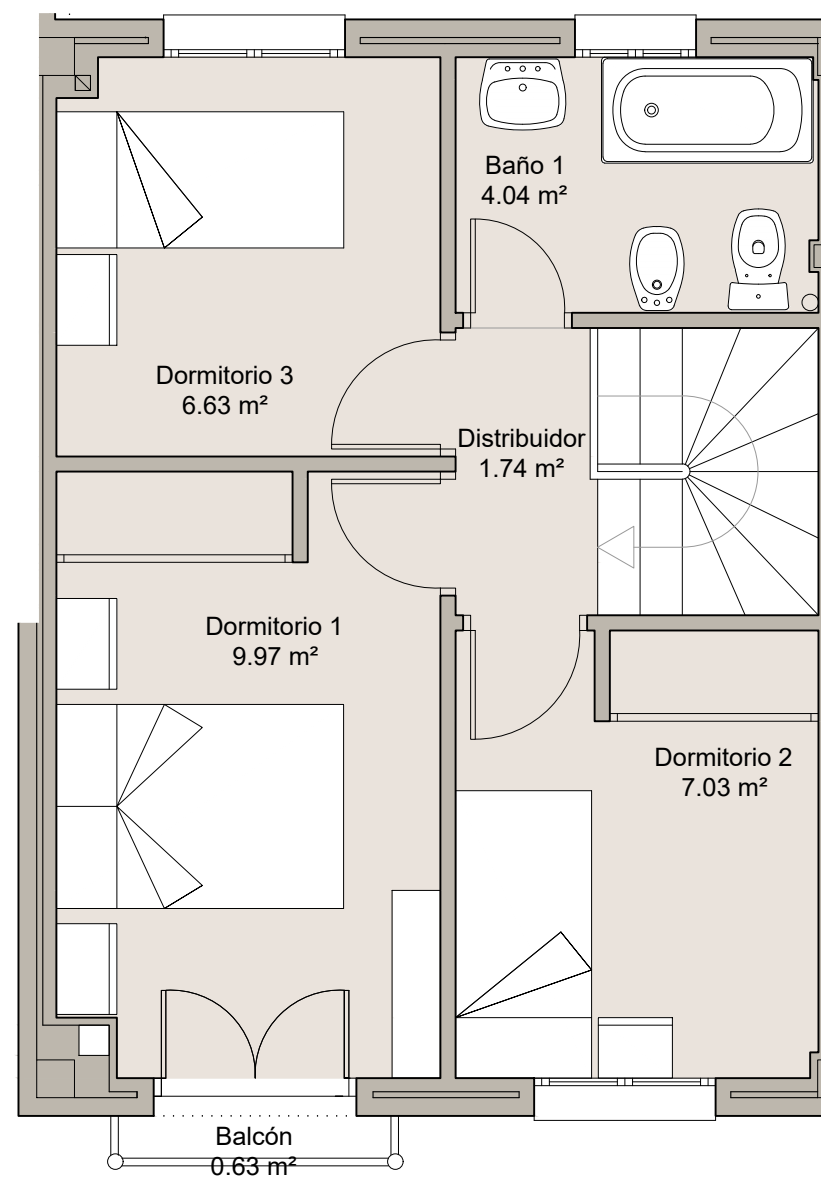 Baño 1
4.04 m²
Dormitorio 3
6.63 m²
Distribuidor
1.74 m²
Dormitorio 1
9.97 m²
Dormitorio 2
7.03 m²
Balcón
0.63 m²